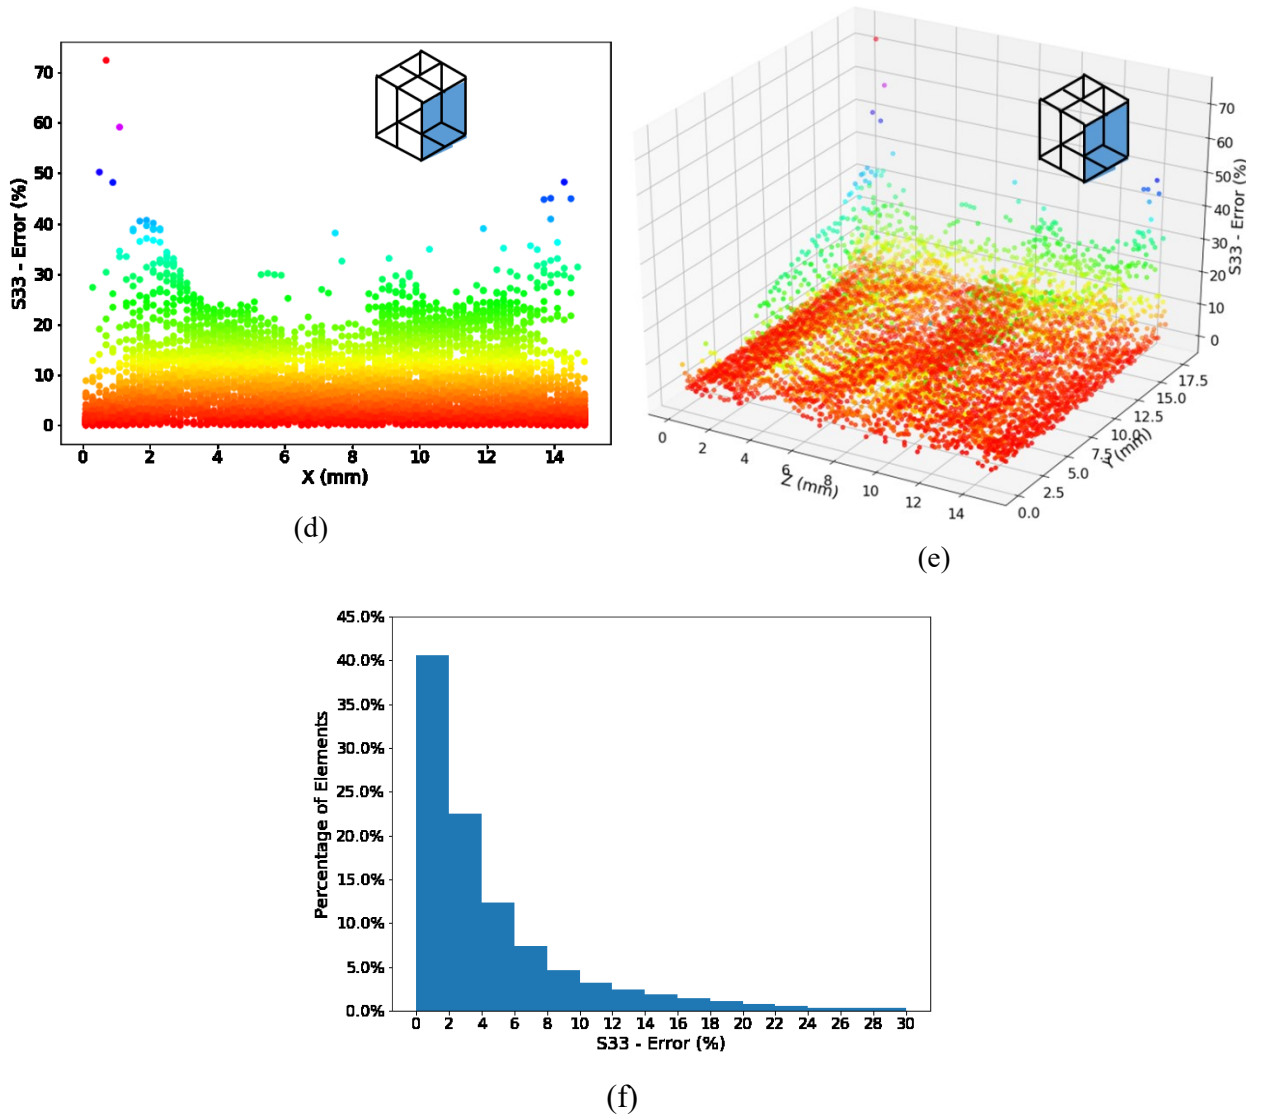 S33 - Error (%)
70
60
50
40
30
20
10
0
0 2 4 6 8 10 12 14
X (mm)
(d)
70
60
50
40
30
20
10
0
S33 - Error (%)
0 2 4 6 8 10 12 14
Z (mm)
0.0 2.5 5.0 7.5 10.0 12.5 15.0 17.5
Y (mm)
(e)
Percentage of Elements
45.0%
40.0%
35.0%
30.0%
25.0%
20.0%
15.0%
10.0%
5.0%
0.0%
0 2 4 6 8 10 12 14 16 18 20 22 24 26 28 30
S33 - Error (%)
(f)